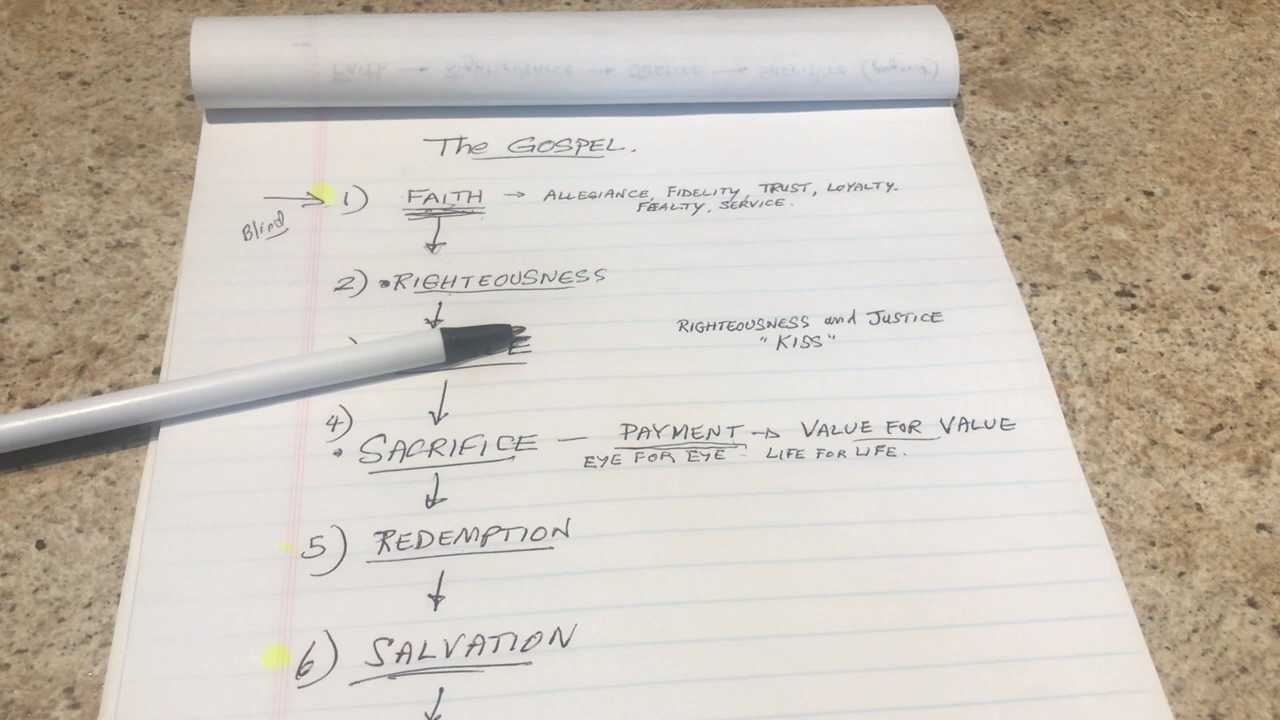 The GOSPEL.
1) FAITH → ALLEGIANCE, FIDELITY, TRUST, LOYALTY.
FEALTY, SERVICE.
Blind
2) •RIGHTEOUSNESS
RIGHTEOUSNESS and JUSTICE
"KISS"
4)
• SACRIFICE — PAYMENT → VALUE FOR VALUE
EYE FOR EYE - LIFE FOR LIFE.
5) REDEMPTION
6) SALVATION